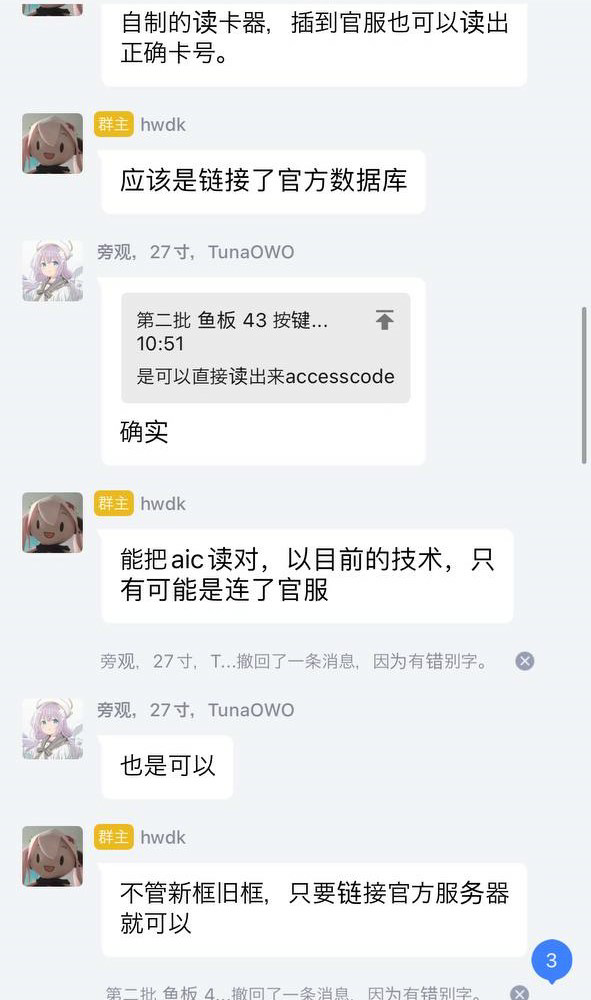 自制的读卡器，插到官服也可以读出
正确卡号。
群主 hwdk
应该是链接了官方数据库
旁观，27寸，TunaOWO
第二批 鱼板 43 按键...
10:51
是可以直接读出来accesscode
确实
群主 hwdk
能把aic读对，以目前的技术，只
有可能是连了官服
旁观，27寸，T...撤回了一条消息，因为有错别字。
旁观，27寸，TunaOWO
也是可以
群主 hwdk
不管新框旧框，只要链接官方服务器
就可以
3
第二批 鱼板 4...撤回了一条消息，因为有错别字。